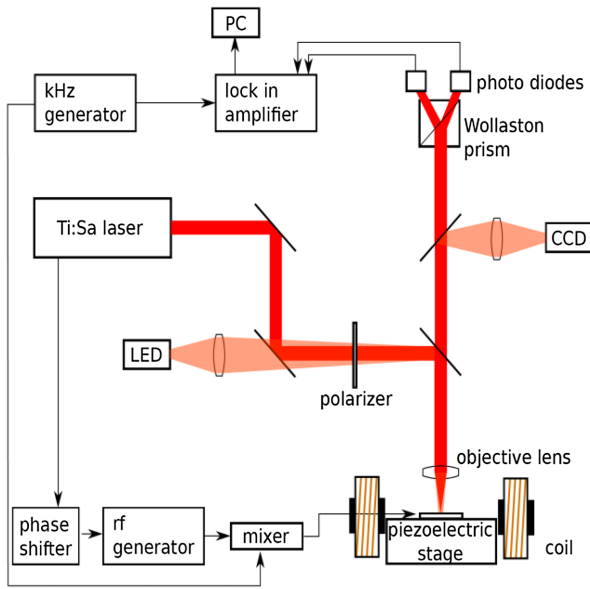 PC
kHz
generator
lock in
amplifier
photo diodes
Wollaston
prism
Ti:Sa laser
CCD
LED
polarizer
objective lens
phase
shifter
rf
generator
mixer
piezoelectric
stage
coil